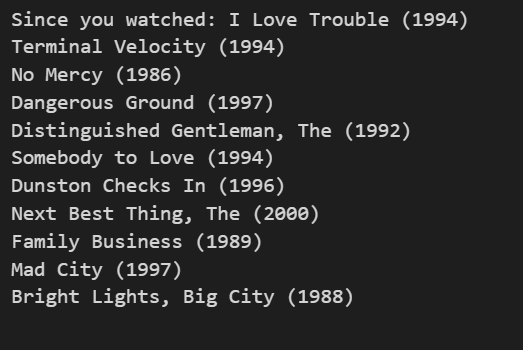 Since you watched: I Love Trouble (1994)
Terminal Velocity (1994)
No Mercy (1986)
Dangerous Ground (1997)
Distinguished Gentleman, The (1992)
Somebody to Love (1994)
Dunston Checks In (1996)
Next Best Thing, The (2000)
Family Business (1989)
Mad City (1997)
Bright Lights, Big City (1988)